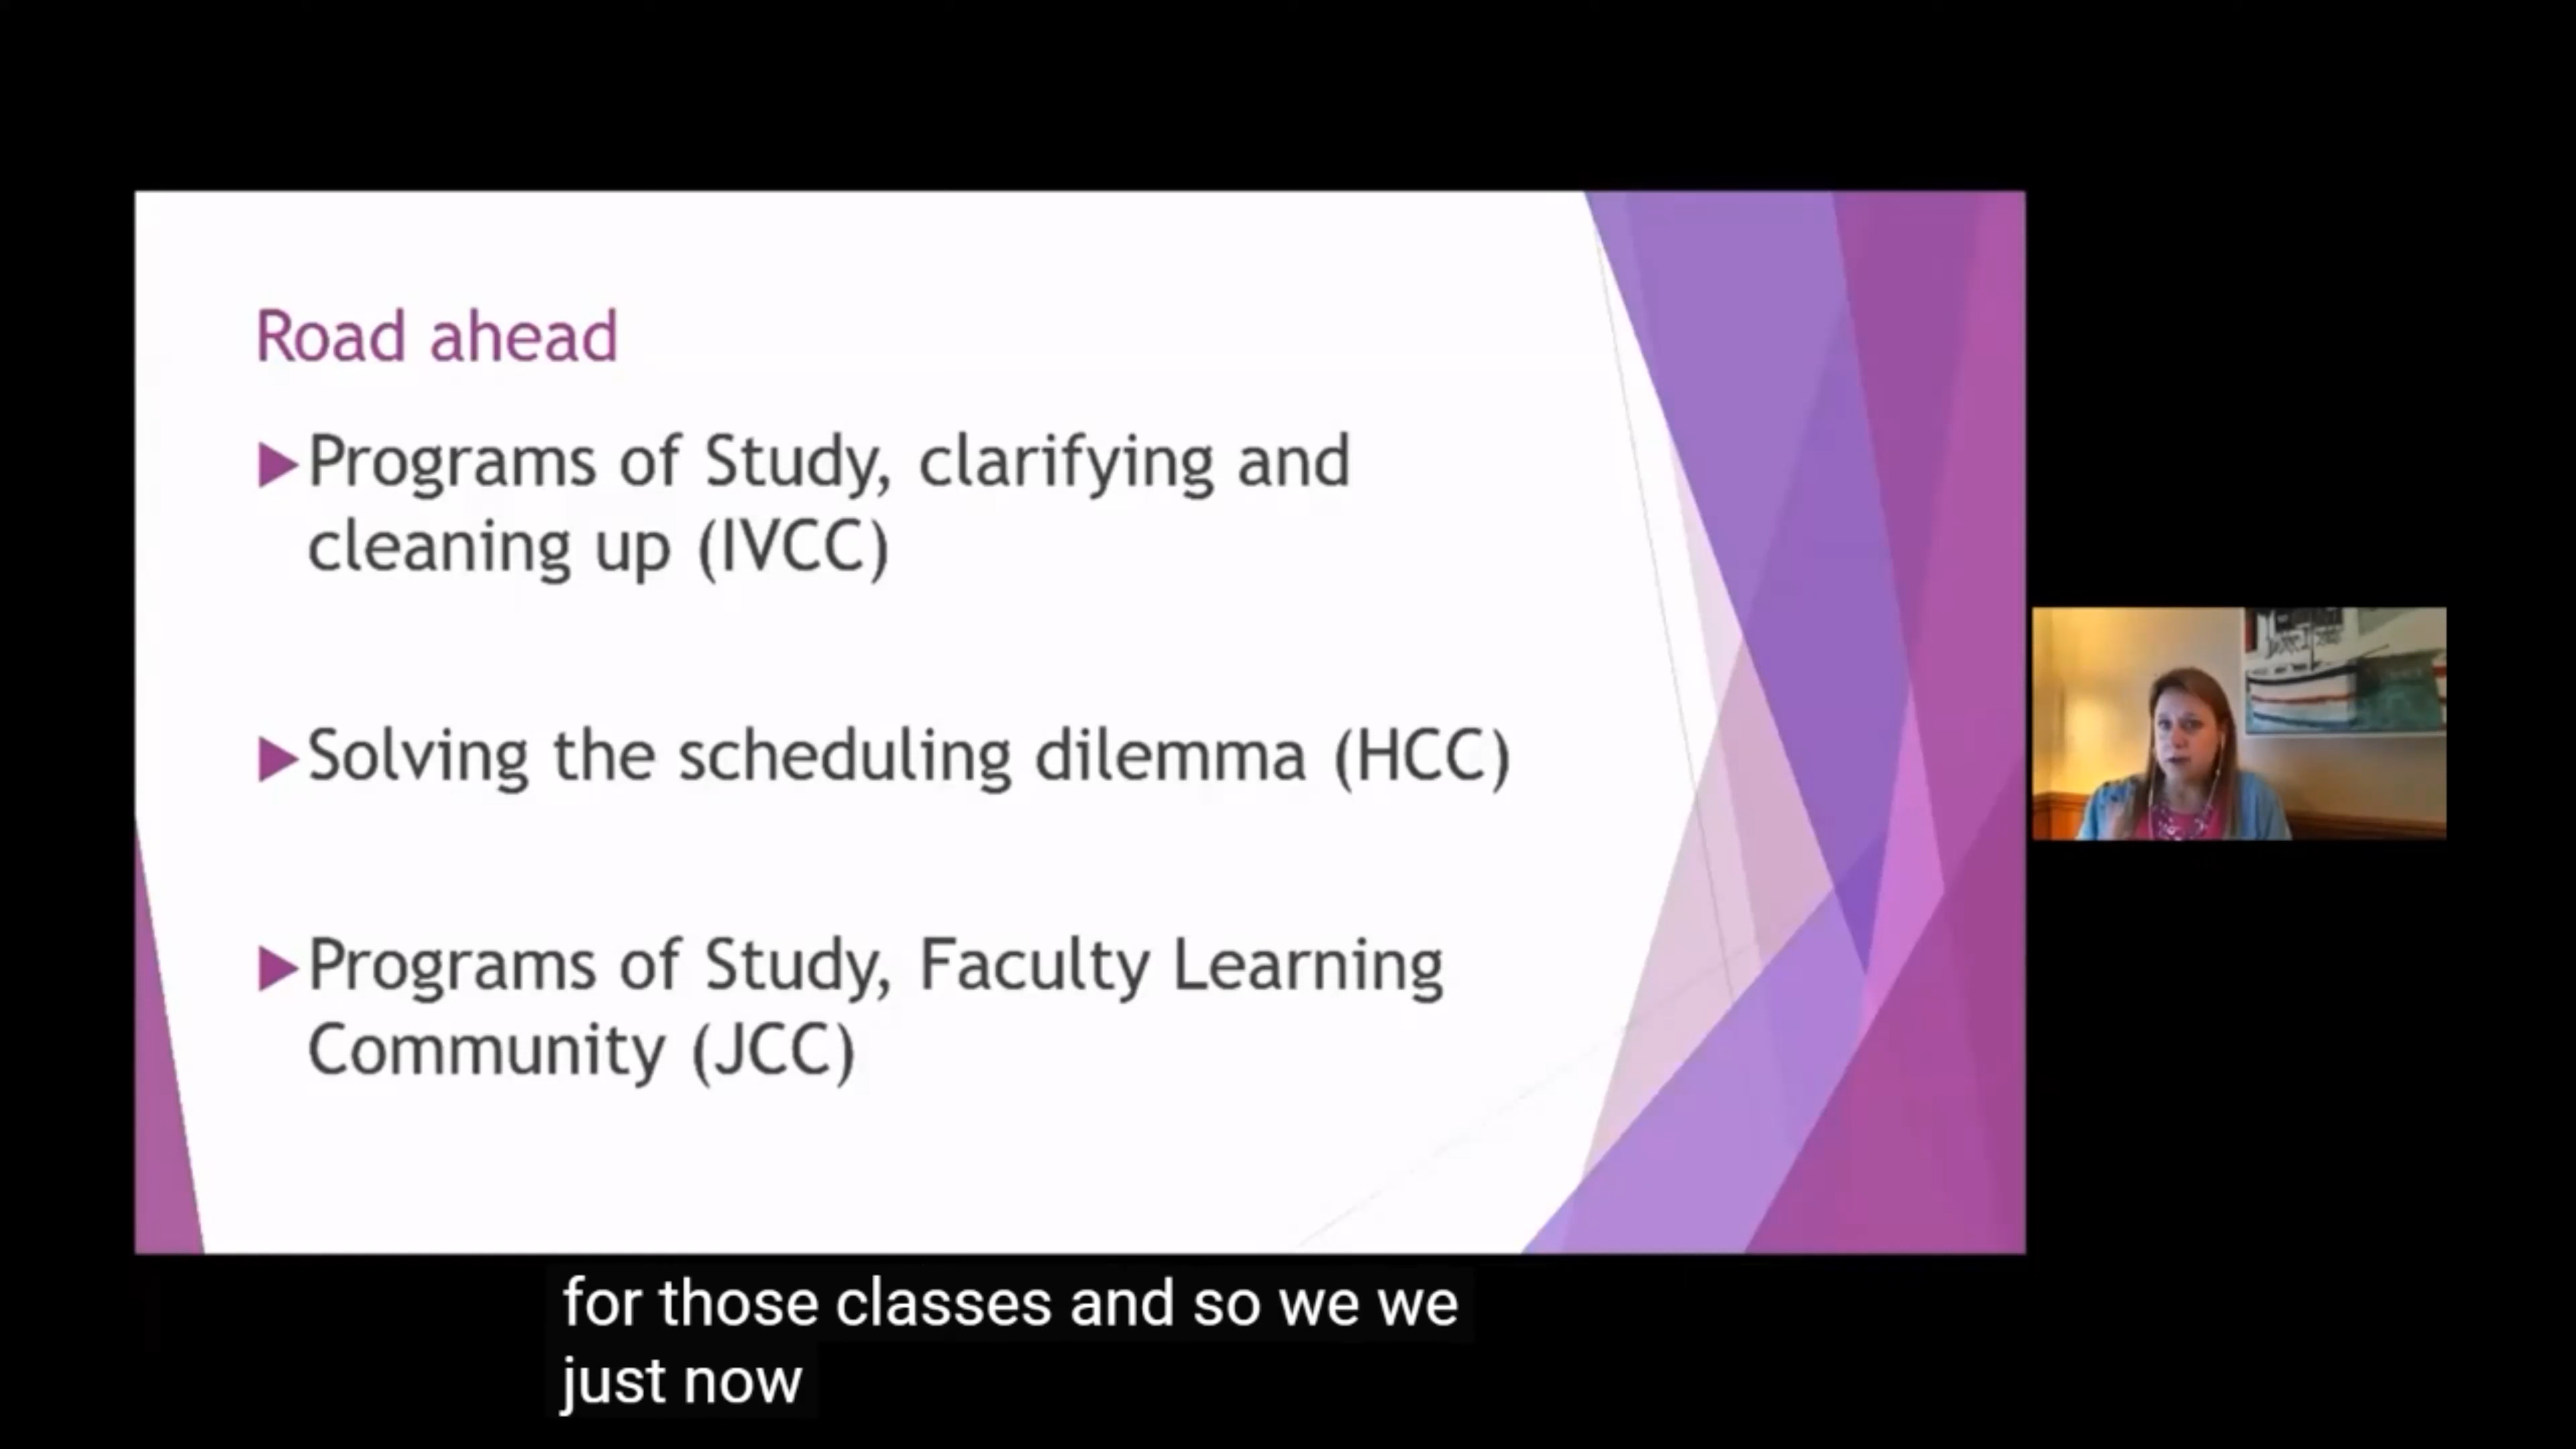 Road ahead
Programs of Study, clarifying and
cleaning up (IVCC)
Solving the scheduling dilemma (HCC)
Programs of Study, Faculty Learning
Community (JCC)
for those classes and so we we
just now